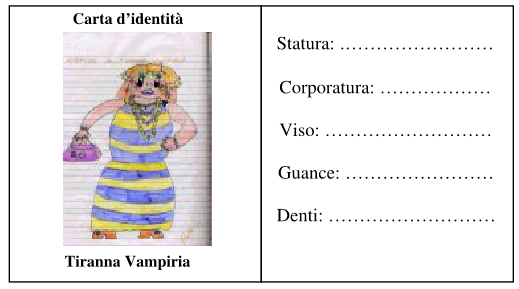 Carta d'identità
Tiranna Vampiria
Statura: ............................
Corporatura: ....................
Viso: ..............................
Guance: ...........................
Denti: ..............................